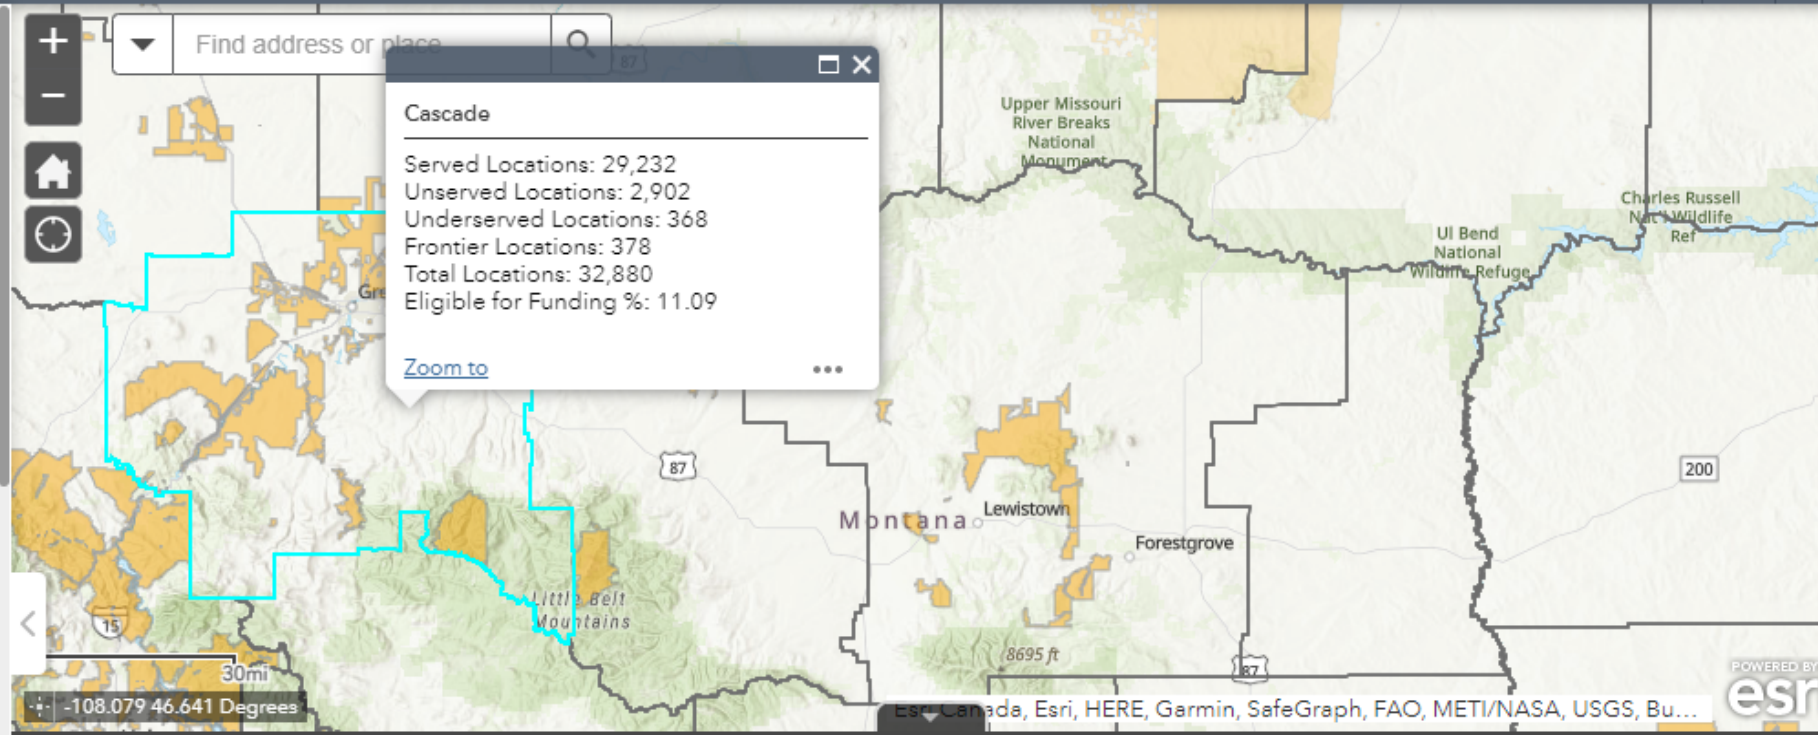 +
Find address or place
87
−
Cascade
Served Locations: 29,232
Unserved Locations: 2,902
Underserved Locations: 368
Frontier Locations: 378
Total Locations: 32,880
Eligible for Funding %: 11.09
Zoom to
Gre
Upper Missouri
River Breaks
National
Monument
Charles Russell
Nat'l Wildlife
Ref
Ul Bend
National
Wildlife Refuge
87
200
Montana
Lewistown
Forestgrove
Little Belt
Mountains
15
8695 ft
87
30mi
-108.079 46.641 Degrees
Esri Canada, Esri, HERE, Garmin, SafeGraph, FAO, METI/NASA, USGS, Bu...
POWERED BY
esri